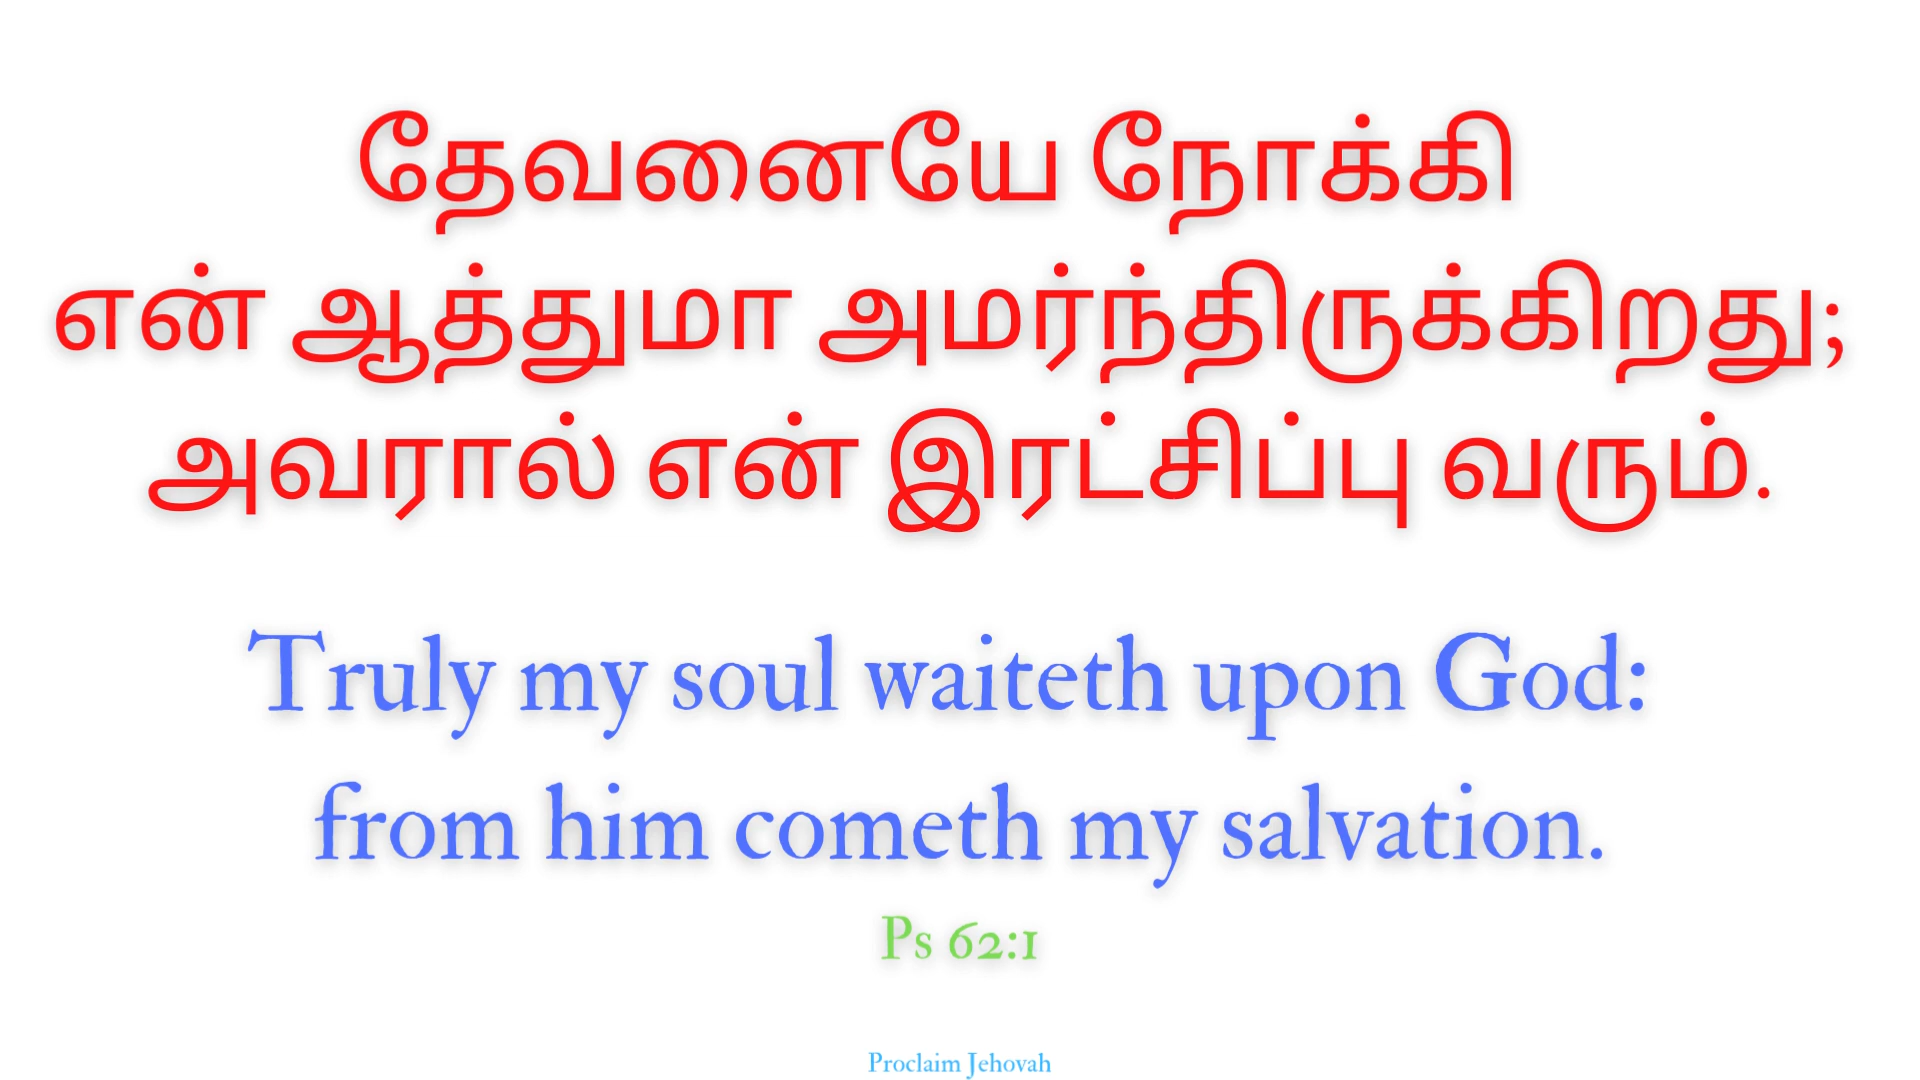 தேவனையே நோக்கி
என் ஆத்துமா அமர்ந்திருக்கிறது;
அவரால் என் இரட்சிப்பு வரும்.
Truly my soul waiteth upon God:
from him cometh my salvation.
Ps 62:1
Proclaim Jehovah